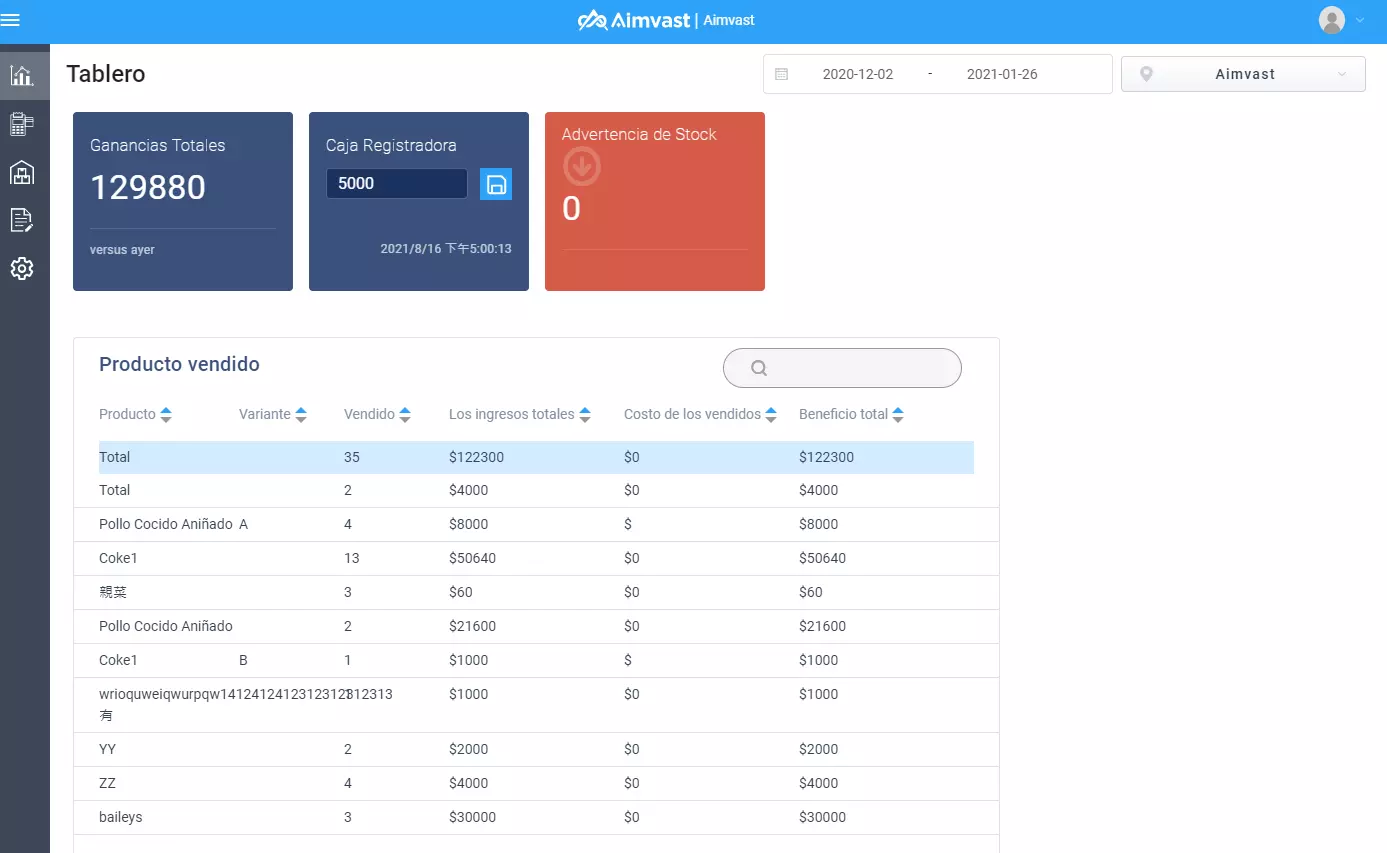 Aimvast | Aimvast
Tablero
2020-12-02 - 2021-01-26
Aimvast
Ganancias Totales
129880
versus ayer
Caja Registradora
5000
2021/8/16 下午5:00:13
Advertencia de Stock
0
Producto vendido
Producto Variante Vendido Los ingresos totales Costo de los vendidos Beneficio total
Total 35 $122300 $0 $122300
Total 2 $4000 $0 $4000
Pollo Cocido Aniñado A 4 $8000 $ $8000
Coke1 13 $50640 $0 $50640
親菜 3 $60 $0 $60
Pollo Cocido Aniñado 2 $21600 $0 $21600
Coke1 B 1 $1000 $ $1000
$1000 $0 $1000
有
YY 2 $2000 $0 $2000
ZZ 4 $4000 $0 $4000
baileys 3 $30000 $0 $30000